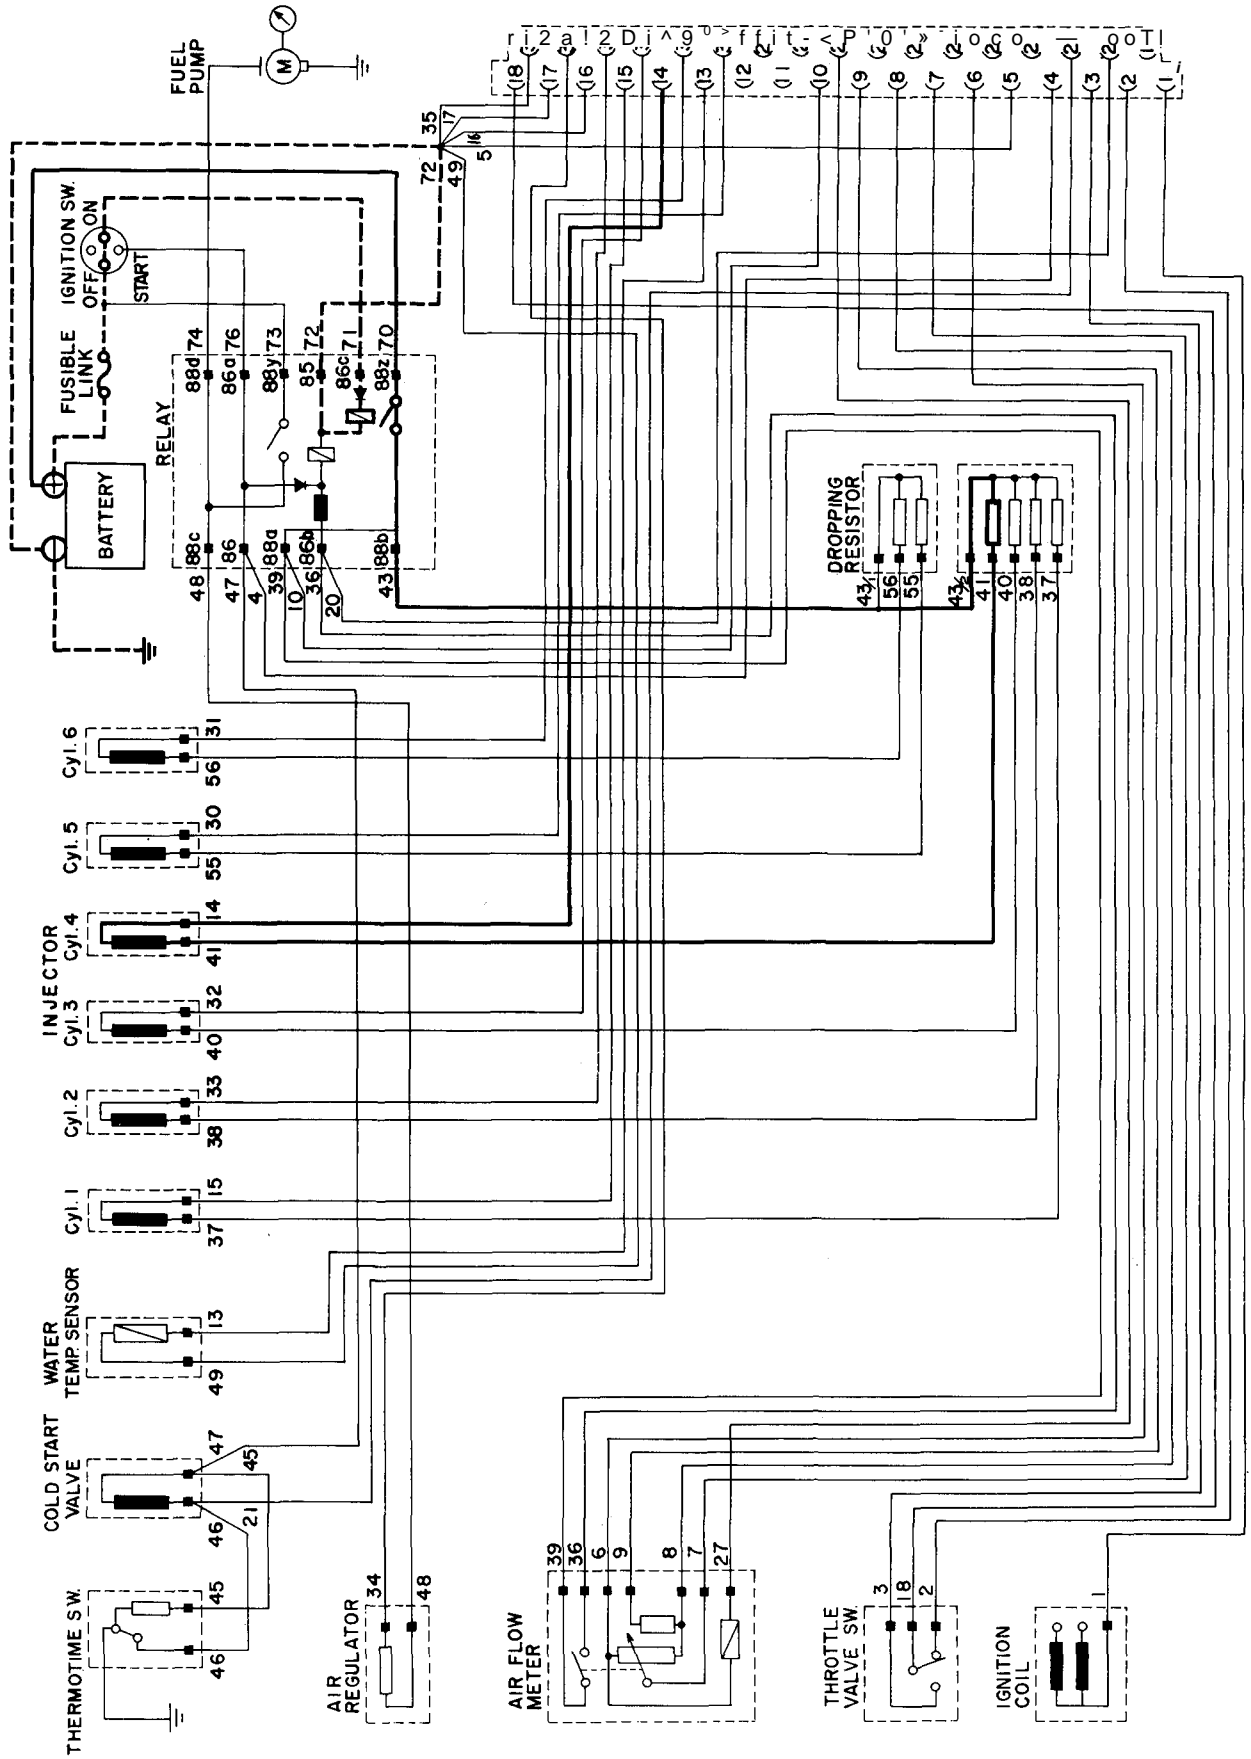 FUEL
PUMP
M
FUSIBLE
LINK
IGNITION SW.
OFF
ON
START
BATTERY
RELAY
88d 74
86a 76
88y 73
85 72
86c 71
88z 70
48 88c
47 86
4
39 88a
10
36 86b
20
43 88b
35
17
16
5
72
49
(18
(17
(16
(15
(14
(13
(12
(11
(10
(9
(8
(7
(6
(5
(4
(3
(2
(1
DROPPING
RESISTOR
43/1
56
55
43/2
41
40
38
37
INJECTOR
Cyl. 6
31
56
Cyl. 5
30
55
Cyl. 4
14
41
Cyl. 3
32
40
Cyl. 2
33
38
Cyl. 1
15
37
WATER
TEMP. SENSOR
13
49
COLD START
VALVE
47
45
46
21
THERMOTIME SW.
45
46
AIR
REGULATOR
34
48
AIR FLOW
METER
39
36
6
9
8
7
27
THROTTLE
VALVE SW.
3
18
2
IGNITION
COIL
1